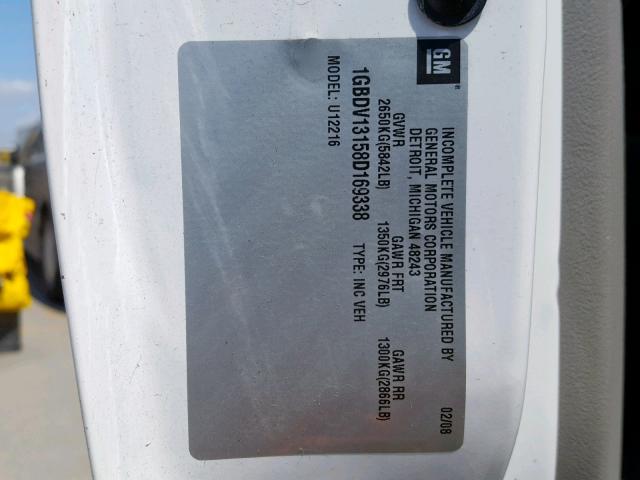 GM
®
INCOMPLETE VEHICLE MANUFACTURED BY
GENERAL MOTORS CORPORATION
DETROIT, MICHIGAN 48243
02/08
GVWR GAWR FRT GAWR RR
2650KG(5842LB) 1350KG(2976LB) 1300KG(2866LB)
1GBDV13158D169338 TYPE: INC VEH
MODEL: U12216